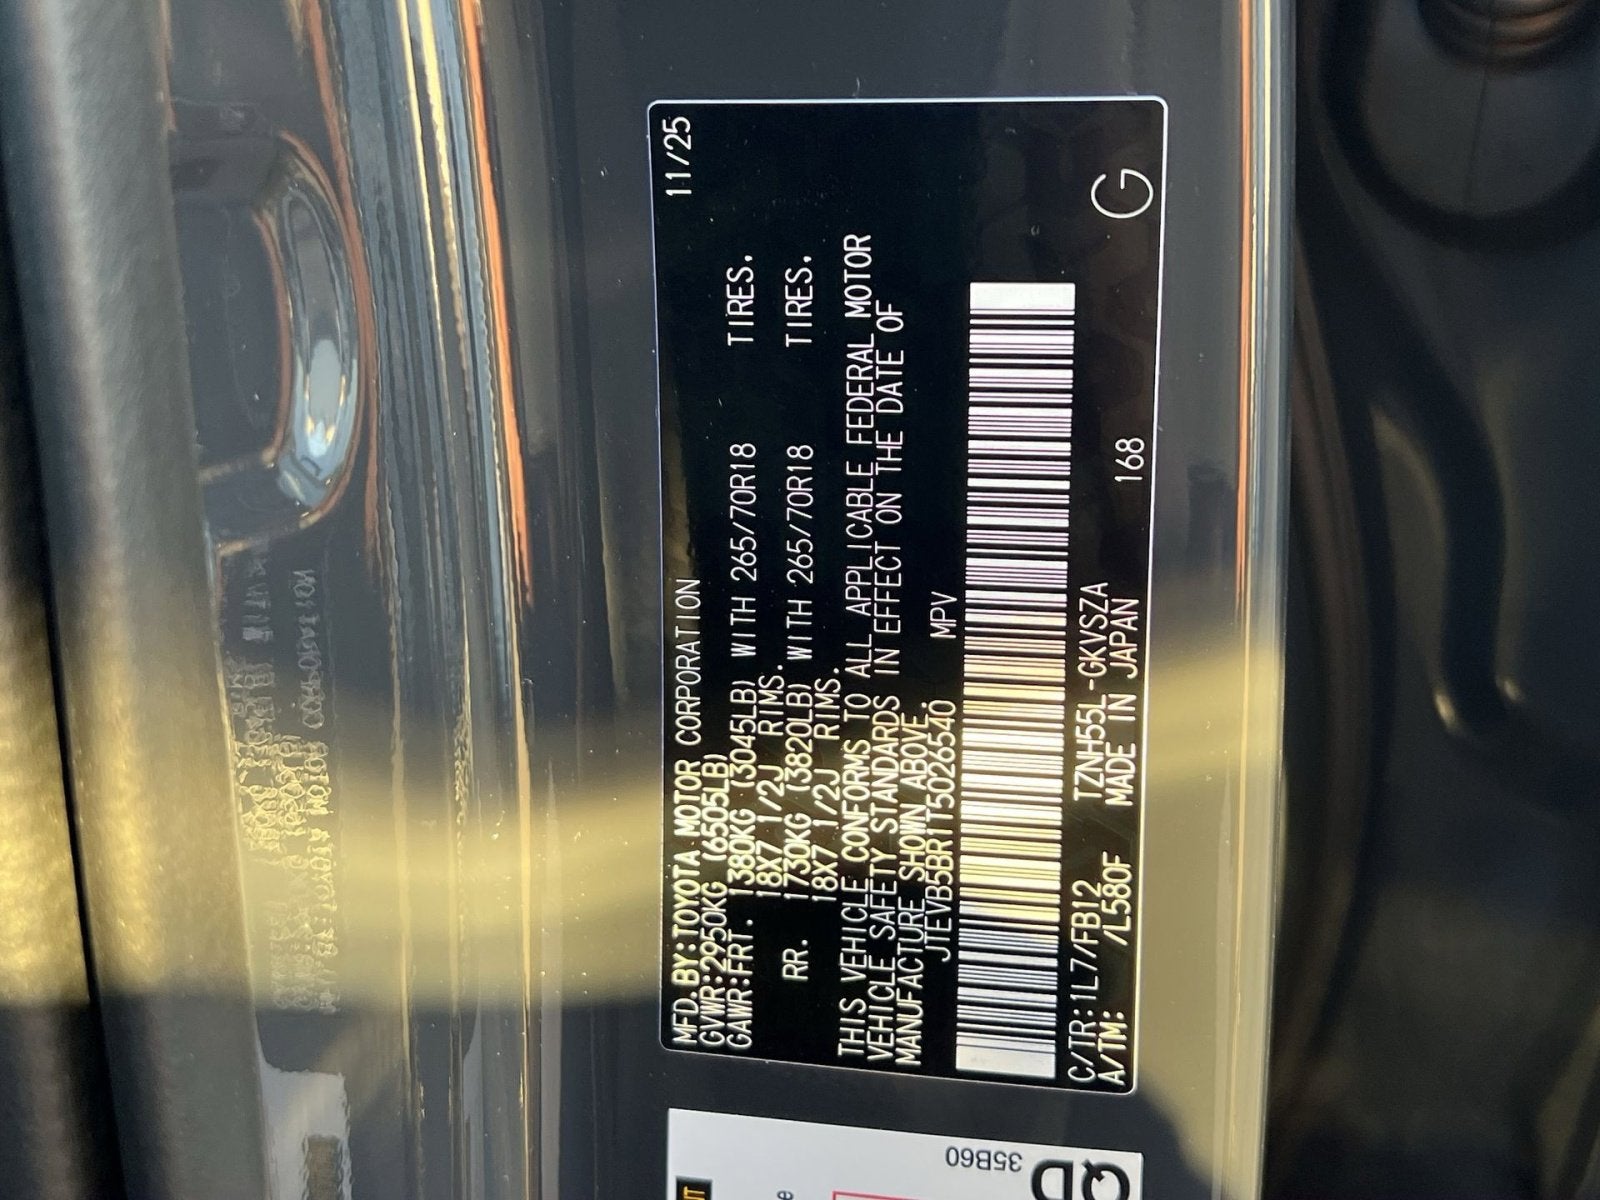 MFD.BY:TOYOTA MOTOR CORPORATION 11/25
GVWR:2950KG (6505LB)
GAWR:FRT. 1380KG (3045LB) WITH 265/70R18 TIRES.
18X7 1/2J RIMS.
RR. 1730KG (3820LB) WITH 265/70R18 TIRES.
18X7 1/2J RIMS.
THIS VEHICLE CONFORMS TO ALL APPLICABLE FEDERAL MOTOR
VEHICLE SAFETY STANDARDS IN EFFECT ON THE DATE OF
MANUFACTURE SHOWN ABOVE.
JTEVB5BR1T5026540 MPV
C/TR:1L7/FB12 TZNH55L-GKVSZA
A/TM: /L580F MADE IN JAPAN 168 G
35B60
QD